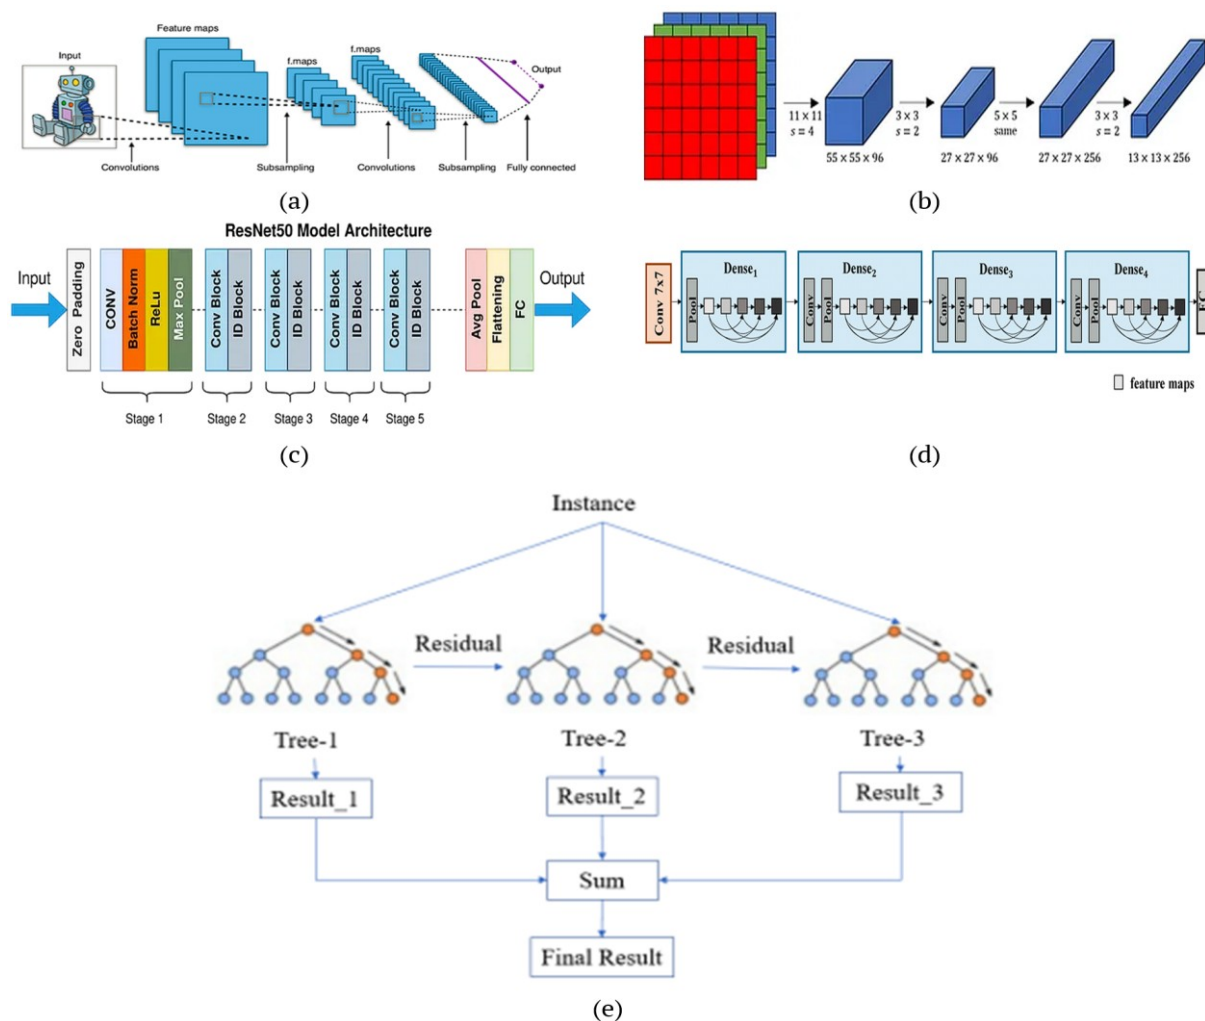 Feature maps
Input
f.maps
f.maps
Output
Convolutions
Subsampling
Convolutions
Subsampling
Fully connected
(a)
11 × 11
s = 4
3 × 3
s = 2
5 × 5
same
3 × 3
s = 2
55 × 55 × 96
27 × 27 × 96
27 × 27 × 256
13 × 13 × 256
(b)
ResNet50 Model Architecture
Input
Zero Padding
CONV
Batch Norm
ReLu
Max Pool
Conv Block
ID Block
Conv Block
ID Block
Conv Block
ID Block
Conv Block
ID Block
Avg Pool
Flattening
FC
Output
Stage 1
Stage 2
Stage 3
Stage 4
Stage 5
(c)
Conv 7x7
Dense1
Pool
Dense2
Conv
Pool
Dense3
Conv
Pool
Dense4
Conv
Pool
FC
feature maps
(d)
Instance
Residual
Residual
Tree-1
Tree-2
Tree-3
Result_1
Result_2
Result_3
Sum
Final Result
(e)